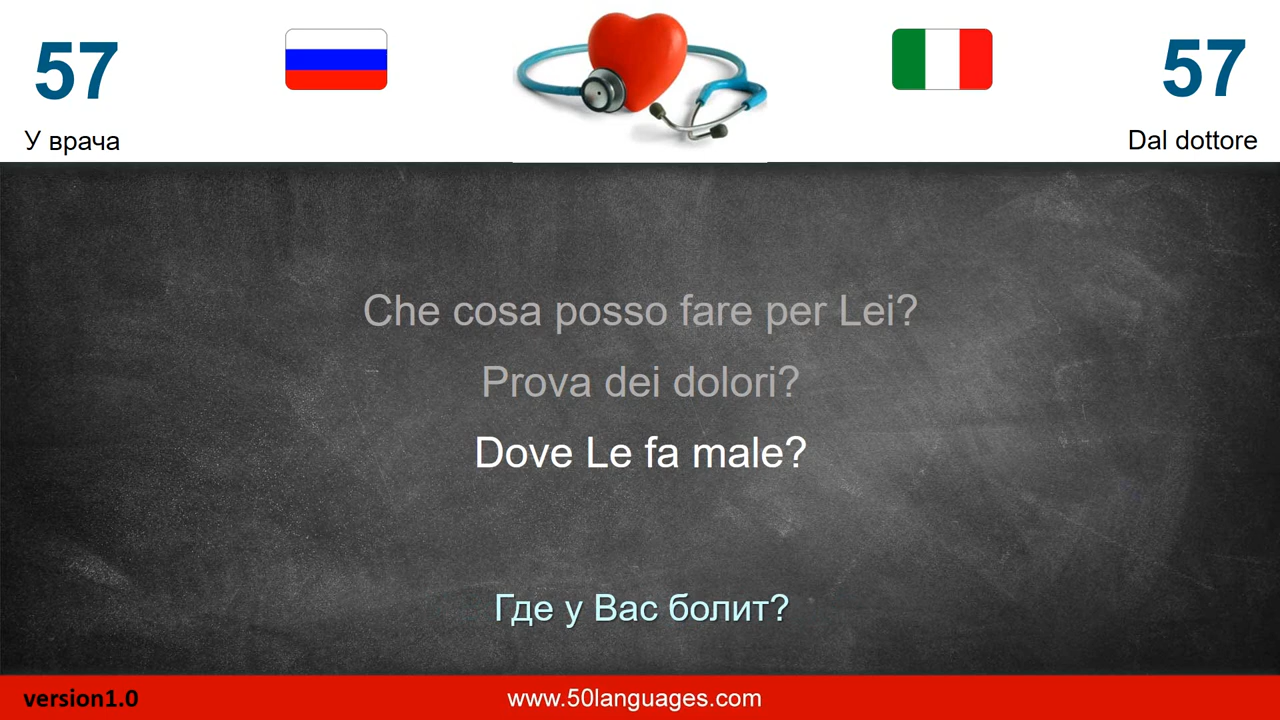 57
57
У врача
Dal dottore
Che cosa posso fare per Lei?
Prova dei dolori?
Dove Le fa male?
Где у Вас болит?
version1.0
www.50languages.com